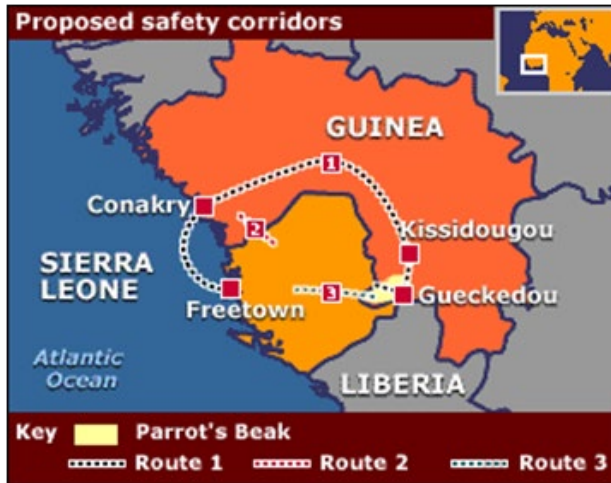 Proposed safety corridors
GUINEA
1
Conakry
2
Kissidougou
SIERRA
LEONE
3
Freetown
Gueckedou
Atlantic
Ocean
LIBERIA
Key Parrot's Beak
Route 1 Route 2 Route 3